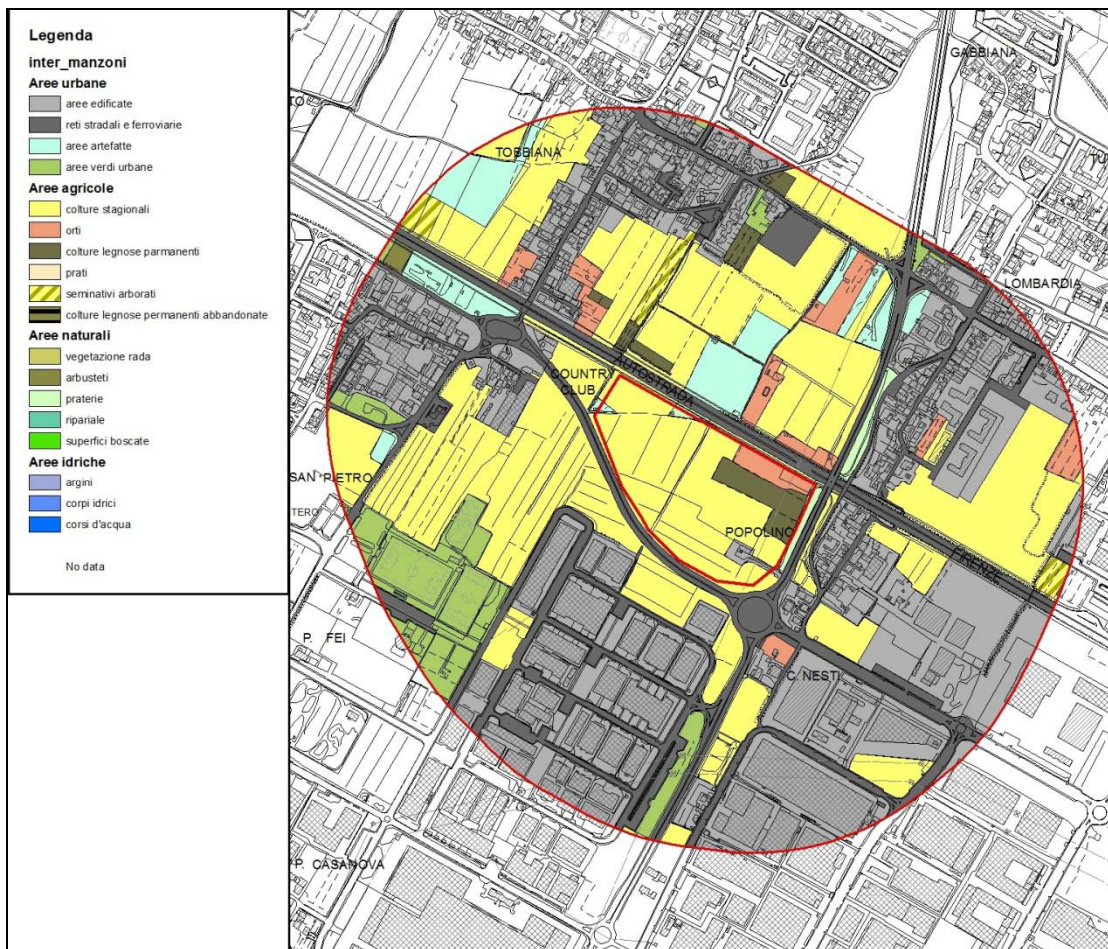 Legenda
inter_manzoni
Aree urbane
aree edificate
reti stradali e ferroviarie
aree artefatte
aree verdi urbane
Aree agricole
colture stagionali
orti
colture legnose parmanenti
prati
seminativi arborati
colture legnose permanenti abbandonate
Aree naturali
vegetazione rada
arbusteti
praterie
ripariale
superfici boscate
Aree idriche
argini
corpi idrici
corsi d'acqua
No data
GABBIANA
TO
TOBBIANA
TU
LOMBARDIA
AUTOSTRADA
COUNTRY
CLUB
SAN PIETRO
TERO
POPOLINO
FIRENZE
P. FEI
C. NESTI
P. CASANOVA